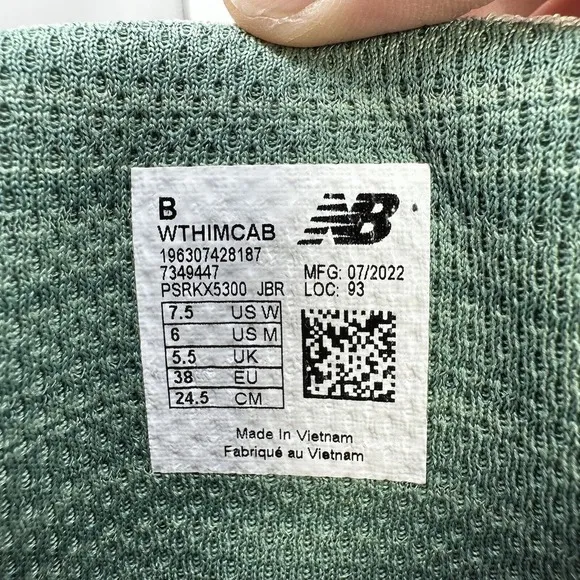 B
WTHIMCAB
NB
196307428187
7349447
MFG: 07/2022
PSRKX5300 JBR
LOC: 93
7.5 US W
6 US M
5.5 UK
38 EU
24.5 CM
Made In Vietnam
Fabriqué au Vietnam